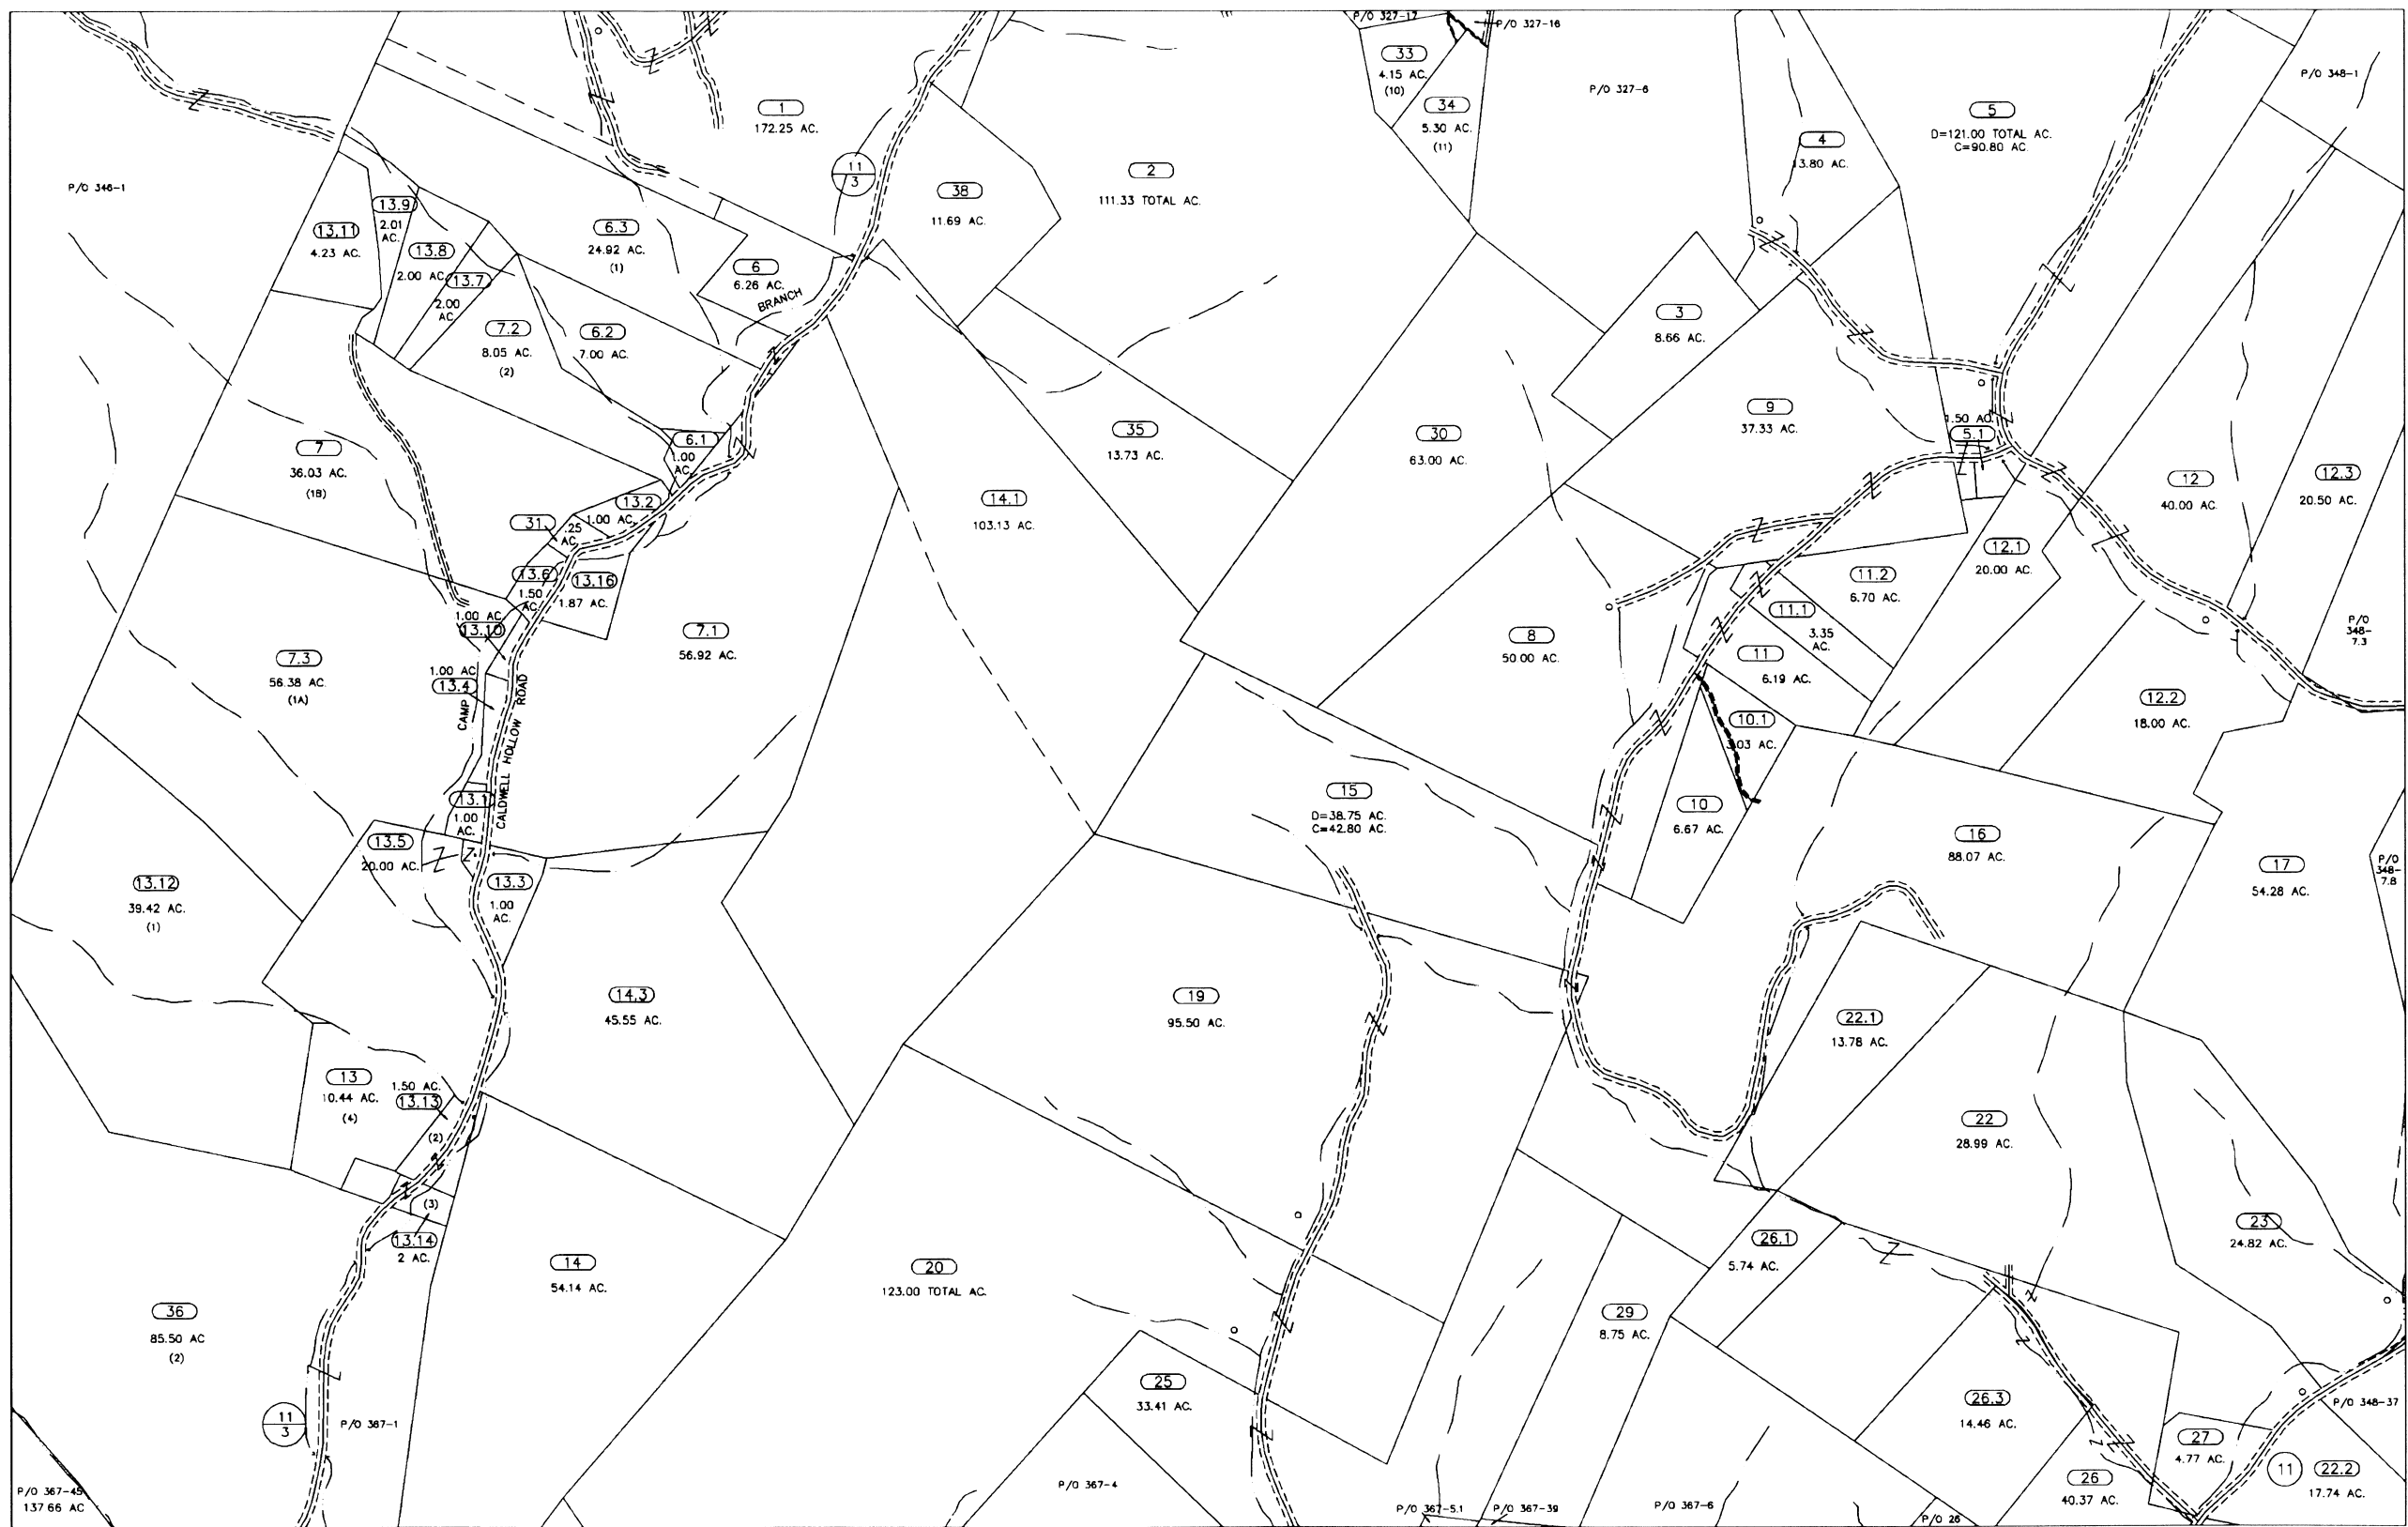 P/O 327-17
P/O 327-16
33
4.15 AC.
(10)
34
5.30 AC.
(11)
P/O 327-6
P/O 348-1
1
172.25 AC.
5
D=121.00 TOTAL AC.
C=90.80 AC.
4
13.80 AC.
11
3
2
111.33 TOTAL AC.
38
11.69 AC.
P/O 346-1
13.9
2.01
AC.
13.11
4.23 AC.
13.8
2.00 AC.
13.7
2.00
AC.
6.3
24.92 AC.
(1)
6
6.26 AC.
BRANCH
7.2
8.05 AC.
(2)
6.2
7.00 AC.
3
8.66 AC.
9
37.33 AC.
1.50 AC.
5.1
7
36.03 AC.
(1B)
6.1
1.00
AC.
35
13.73 AC.
30
63.00 AC.
12
40.00 AC.
12.3
20.50 AC.
13.2
1.00 AC.
31
.25
AC.
14.1
103.13 AC.
12.1
20.00 AC.
13.6
1.50
AC.
13.16
1.87 AC.
11.2
6.70 AC.
11.1
3.35
AC.
1.00 AC.
13.10
7.1
56.92 AC.
8
50.00 AC.
P/O
348-
7.3
7.3
56.38 AC.
(1A)
1.00 AC
13.4
11
6.19 AC.
CAMP
CALDWELL HOLLOW ROAD
12.2
18.00 AC.
10.1
3.03 AC.
13.1
1.00
AC.
15
D=38.75 AC.
C=42.80 AC.
10
6.67 AC.
16
88.07 AC.
13.5
20.00 AC.
17
54.28 AC.
P/O
348-
7.8
13.12
39.42 AC.
(1)
13.3
1.00
AC.
14.3
45.55 AC.
19
95.50 AC.
22.1
13.78 AC.
13
10.44 AC.
(4)
1.50 AC.
13.13
(2)
22
28.99 AC.
(3)
13.14
2 AC.
23
24.82 AC.
26.1
5.74 AC.
14
54.14 AC.
20
123.00 TOTAL AC.
36
85.50 AC
(2)
29
8.75 AC.
25
33.41 AC.
26.3
14.46 AC.
P/O 348-37
11
3
P/O 367-1
27
4.77 AC.
11
22.2
17.74 AC.
26
40.37 AC.
P/O 367-45
137.66 AC
P/O 367-4
P/O 367-5.1
P/O 367-39
P/O 367-6
P/O 26